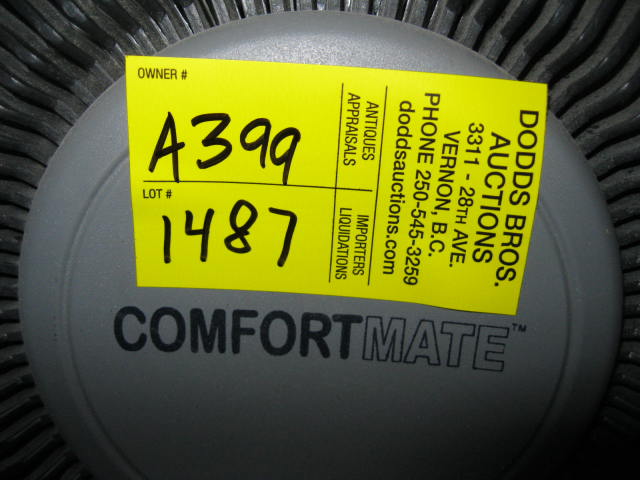 OWNER #
A399
LOT #
1487
ANTIQUES
APPRAISALS
IMPORTERS
LIQUIDATIONS
DODDS BROS.
AUCTIONS
3311 - 28TH AVE.
VERNON, B.C.
PHONE 250-545-3259
doddsauctions.com
COMFORTMATE™